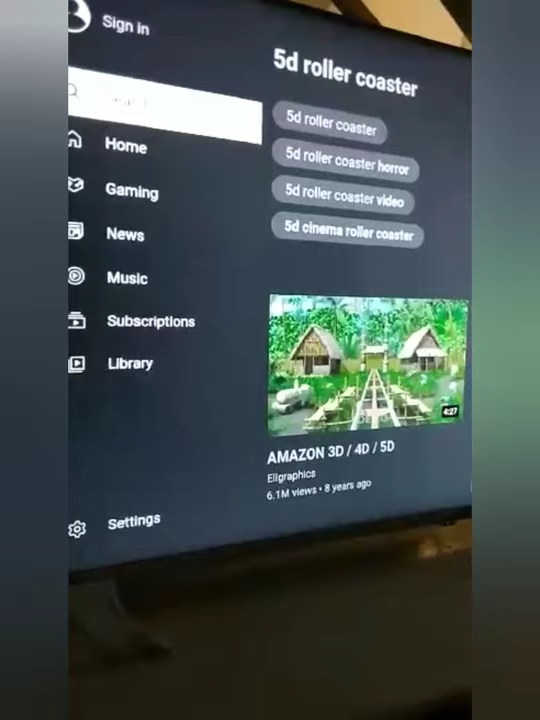 Sign in
Search
Home
Gaming
News
Music
Subscriptions
Library
Settings
5d roller coaster
5d roller coaster
5d roller coaster horror
5d roller coaster video
5d cinema roller coaster
4:27
AMAZON 3D / 4D / 5D
Ellgraphics
6.1M views • 8 years ago